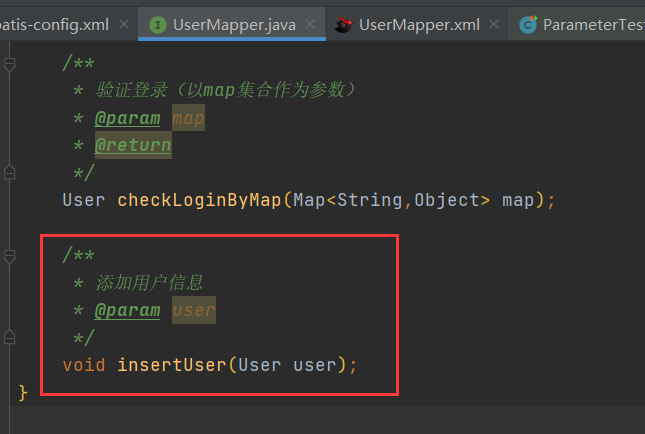 batis-config.xml UserMapper.java UserMapper.xml ParameterTest
/**
* 验证登录（以map集合作为参数）
* @param map
* @return
*/
User checkLoginByMap(Map<String,Object> map);
/**
* 添加用户信息
* @param user
*/
void insertUser(User user);
}